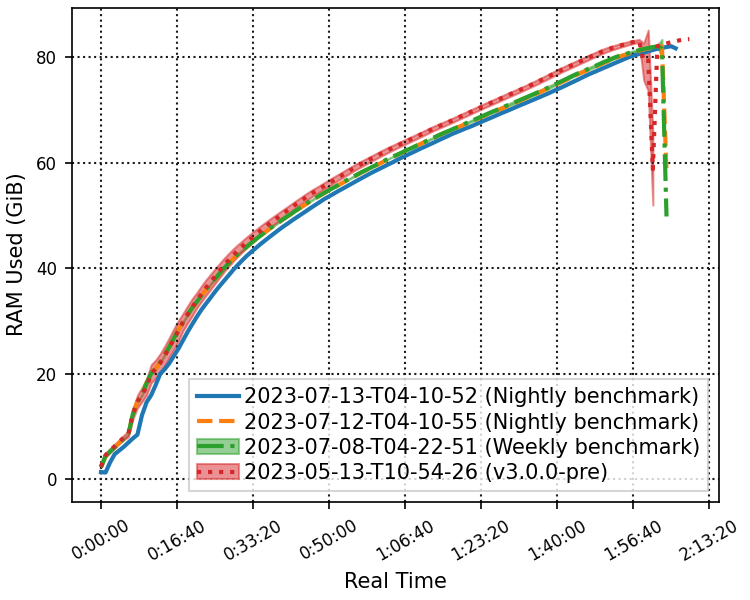 80
60
40
20
0
RAM Used (GiB)
2023-07-13-T04-10-52 (Nightly benchmark)
2023-07-12-T04-10-55 (Nightly benchmark)
2023-07-08-T04-22-51 (Weekly benchmark)
2023-05-13-T10-54-26 (v3.0.0-pre)
0:00:00 0:16:40 0:33:20 0:50:00 1:06:40 1:23:20 1:40:00 1:56:40 2:13:20
Real Time